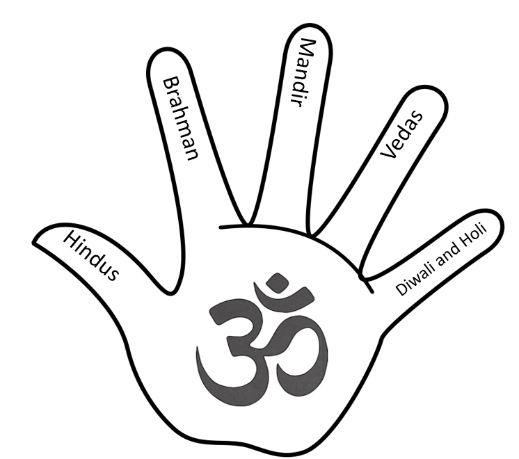 Hindus
Brahman
Mandir
Vedas
Diwali and Holi
ॐ